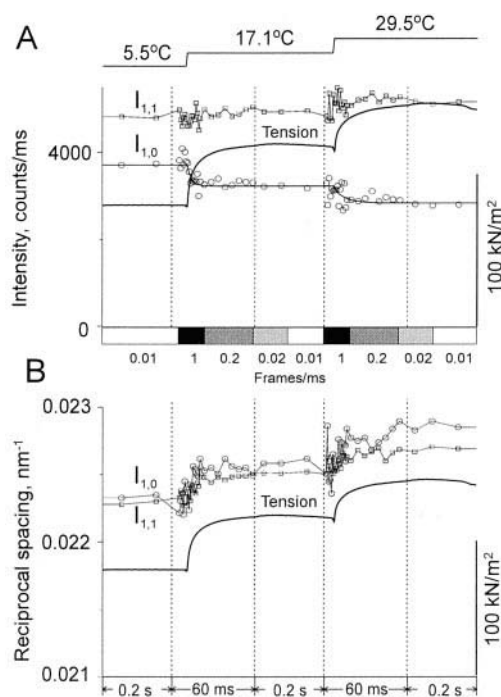 A
5.5°C
17.1°C
29.5°C
I1,1
I1,0
Tension
4000
0
Intensity, counts/ms
100 kN/m2
0.01 1 0.2 0.02 0.01 1 0.2 0.02 0.01
Frames/ms
B
0.023
0.022
0.021
Reciprocal spacing, nm-1
I1,0
I1,1
Tension
100 kN/m2
0.2 s 60 ms 0.2 s 60 ms 0.2 s